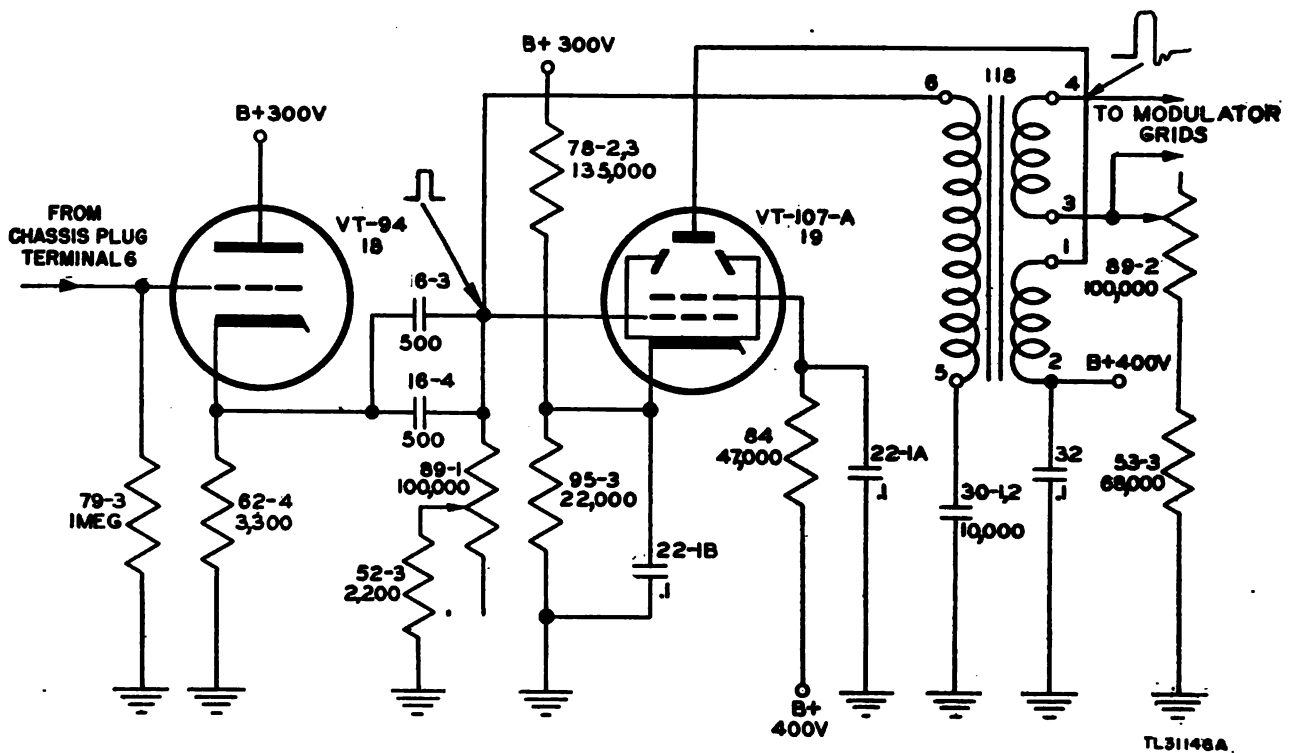 B+ 300V
B+300V
FROM
CHASSIS PLUG
TERMINAL 6
VT-94
18
78-2,3
135,000
VT-107-A
19
6
118
4
TO MODULATOR
GRIDS
3
1
89-2
100,000
16-3
500
16-4
500
5
2
B+400V
79-3
1MEG
62-4
3,300
89-1
100,000
52-3
2,200
95-3
22,000
22-1B
.1
84
47,000
22-1A
.1
30-1,2
10,000
32
.1
53-3
68,000
B+
400V
TL31148A